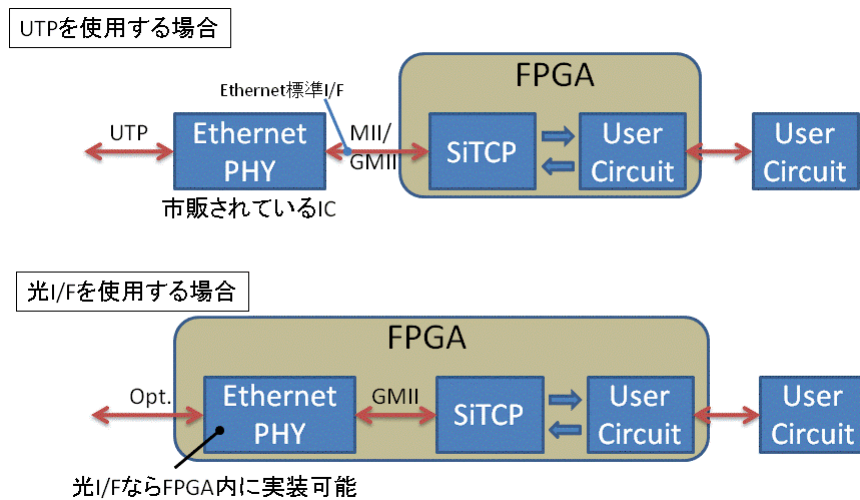 UTPを使用する場合
FPGA
Ethernet標準I/F
UTP
Ethernet
PHY
MII/
GMII
SiTCP
User
Circuit
User
Circuit
市販されているIC
光I/Fを使用する場合
FPGA
Opt.
Ethernet
PHY
GMII
SiTCP
User
Circuit
User
Circuit
光I/FならFPGA内に実装可能